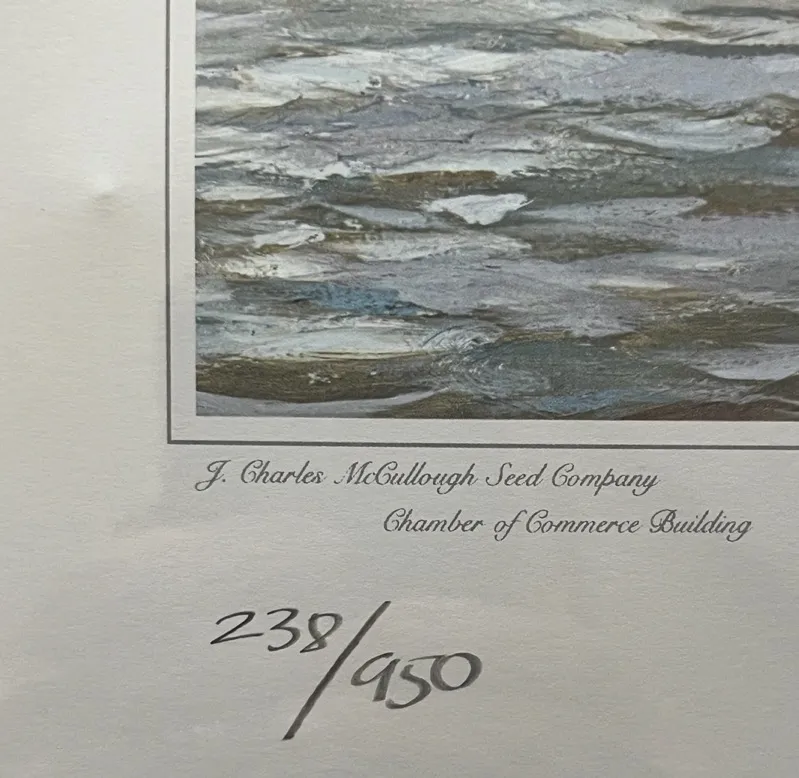 J. Charles McCullough Seed Company
Chamber of Commerce Building
238/950